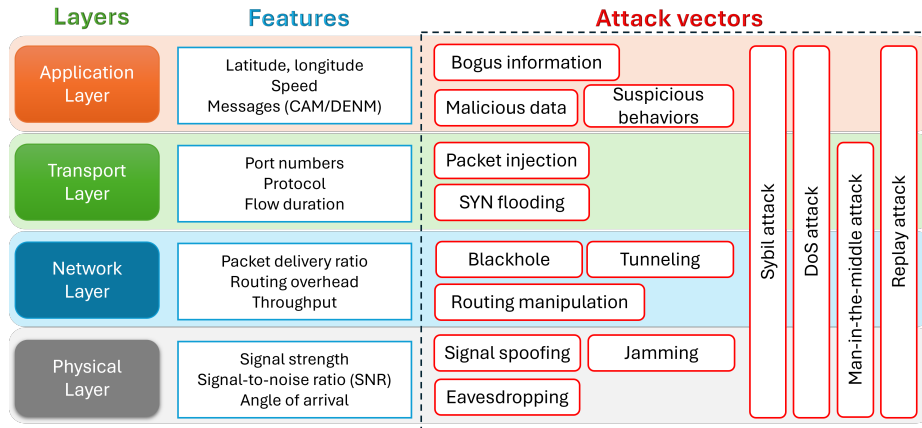 Layers
Features
Attack vectors
Application
Layer
Latitude, longitude
Speed
Messages (CAM/DENM)
Bogus information
Malicious data
Suspicious
behaviors
Transport
Layer
Port numbers
Protocol
Flow duration
Packet injection
SYN flooding
Network
Layer
Packet delivery ratio
Routing overhead
Throughput
Blackhole
Tunneling
Routing manipulation
Physical
Layer
Signal strength
Signal-to-noise ratio (SNR)
Angle of arrival
Signal spoofing
Jamming
Eavesdropping
Sybil attack
DoS attack
Man-in-the-middle attack
Replay attack